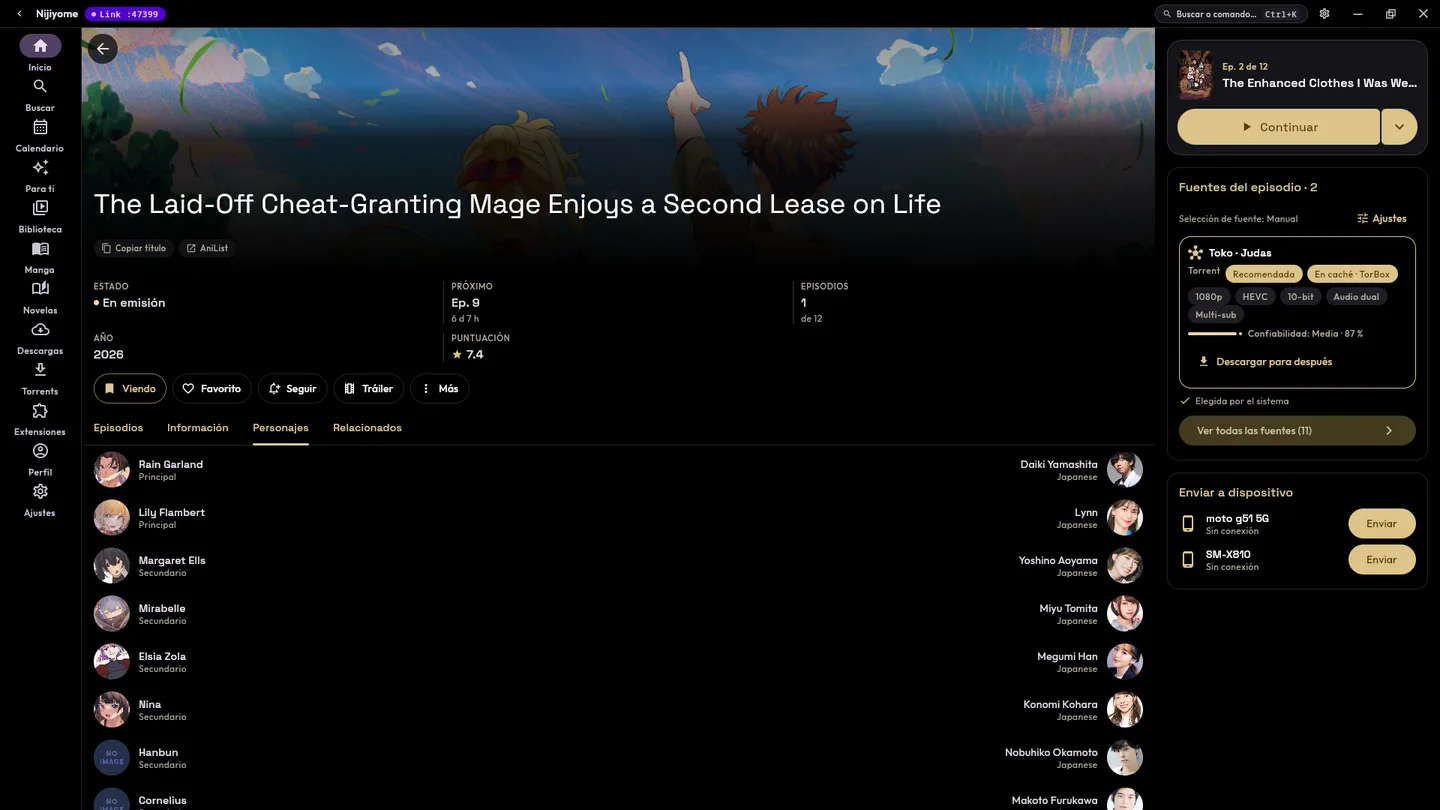 Nijiyome
Link :47399
Buscar o comando... Ctrl+K
Inicio
Buscar
Calendario
Para ti
Biblioteca
Manga
Novelas
Descargas
Torrents
Extensiones
Perfil
Ajustes
The Laid-Off Cheat-Granting Mage Enjoys a Second Lease on Life
Copiar título
AniList
ESTADO
En emisión
PRÓXIMO
Ep. 9
6 d 7 h
EPISODIOS
1
de 12
AÑO
2026
PUNTUACIÓN
7.4
Viendo
Favorito
Seguir
Tráiler
Más
Episodios
Información
Personajes
Relacionados
Rain Garland
Principal
Daiki Yamashita
Japanese
Lily Flambert
Principal
Lynn
Japanese
Margaret Ells
Secundario
Yoshino Aoyama
Japanese
Mirabelle
Secundario
Miyu Tomita
Japanese
Elsia Zola
Secundario
Megumi Han
Japanese
Nina
Secundario
Konomi Kohara
Japanese
NO
IMAGE
Hanbun
Secundario
Nobuhiko Okamoto
Japanese
NO
IMAGE
Cornelius
Makoto Furukawa
Ep. 2 de 12
The Enhanced Clothes I Was We...
Continuar
Fuentes del episodio · 2
Selección de fuente: Manual
Ajustes
Toko · Judas
Torrent
Recomendada
En caché · TorBox
1080p
HEVC
10-bit
Audio dual
Multi-sub
Confiabilidad: Media · 87 %
Descargar para después
Elegida por el sistema
Ver todas las fuentes (11)
Enviar a dispositivo
moto g51 5G
Sin conexión
Enviar
SM-X810
Sin conexión
Enviar